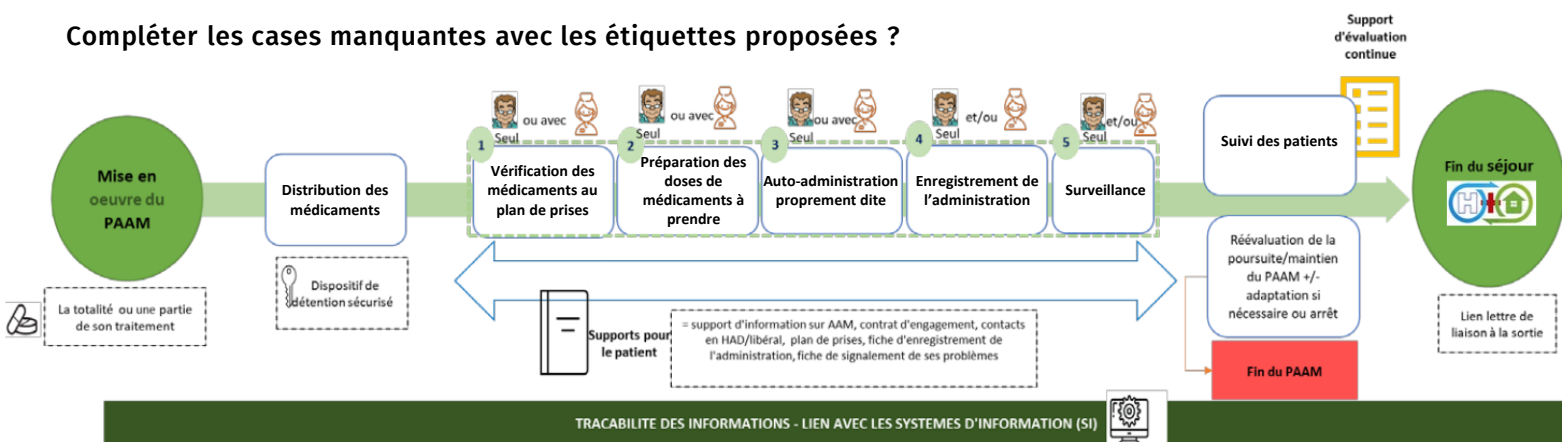 Compléter les cases manquantes avec les étiquettes proposées ?
Support
d'évaluation
continue
Mise en
oeuvre du
PAAM
La totalité ou une partie
de son traitement
Distribution des
médicaments
Dispositif de
détention sécurisé
ou avec
Seul
1
Vérification des
médicaments au
plan de prises
ou avec
Seul
2
Préparation des
doses de
médicaments à
prendre
ou avec
Seul
3
Auto-administration
proprement dite
et/ou
Seul
4
Enregistrement de
l'administration
et/ou
Seul
5
Surveillance
Supports pour
le patient
= support d'information sur AAM, contrat d'engagement, contacts
en HAD/libéral, plan de prises, fiche d'enregistrement de
l'administration, fiche de signalement de ses problèmes
Suivi des patients
Réévaluation de la
poursuite/maintien
du PAAM +/-
adaptation si
nécessaire ou arrêt
Fin du PAAM
Fin du séjour
H
Lien lettre de
liaison à la sortie
TRACABILITE DES INFORMATIONS - LIEN AVEC LES SYSTEMES D'INFORMATION (SI)